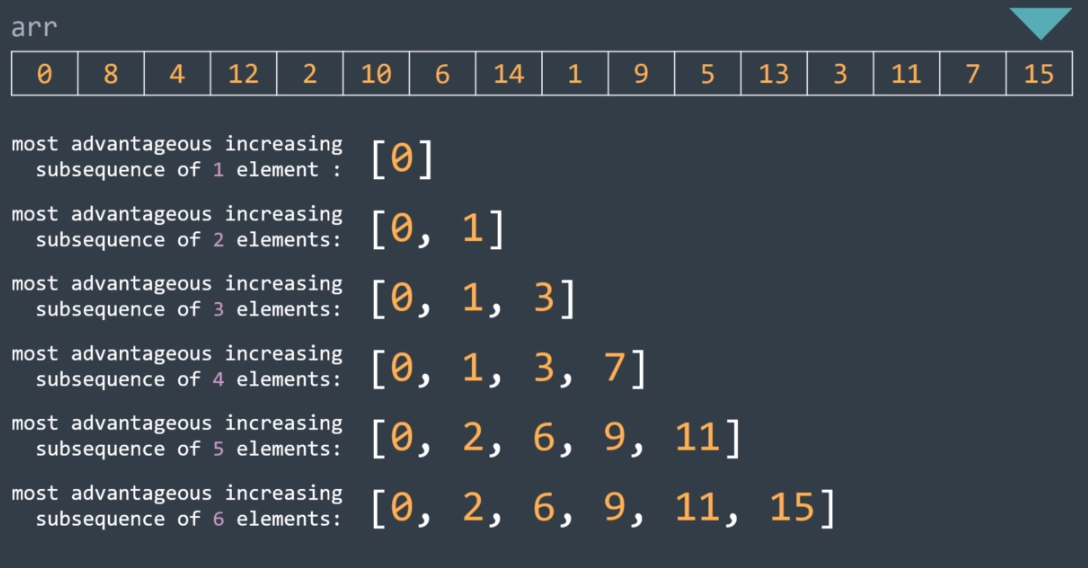 arr
0 8 4 12 2 10 6 14 1 9 5 13 3 11 7 15
most advantageous increasing
subsequence of 1 element : [0]
most advantageous increasing
subsequence of 2 elements: [0, 1]
most advantageous increasing
subsequence of 3 elements: [0, 1, 3]
most advantageous increasing
subsequence of 4 elements: [0, 1, 3, 7]
most advantageous increasing
subsequence of 5 elements: [0, 2, 6, 9, 11]
most advantageous increasing
subsequence of 6 elements: [0, 2, 6, 9, 11, 15]